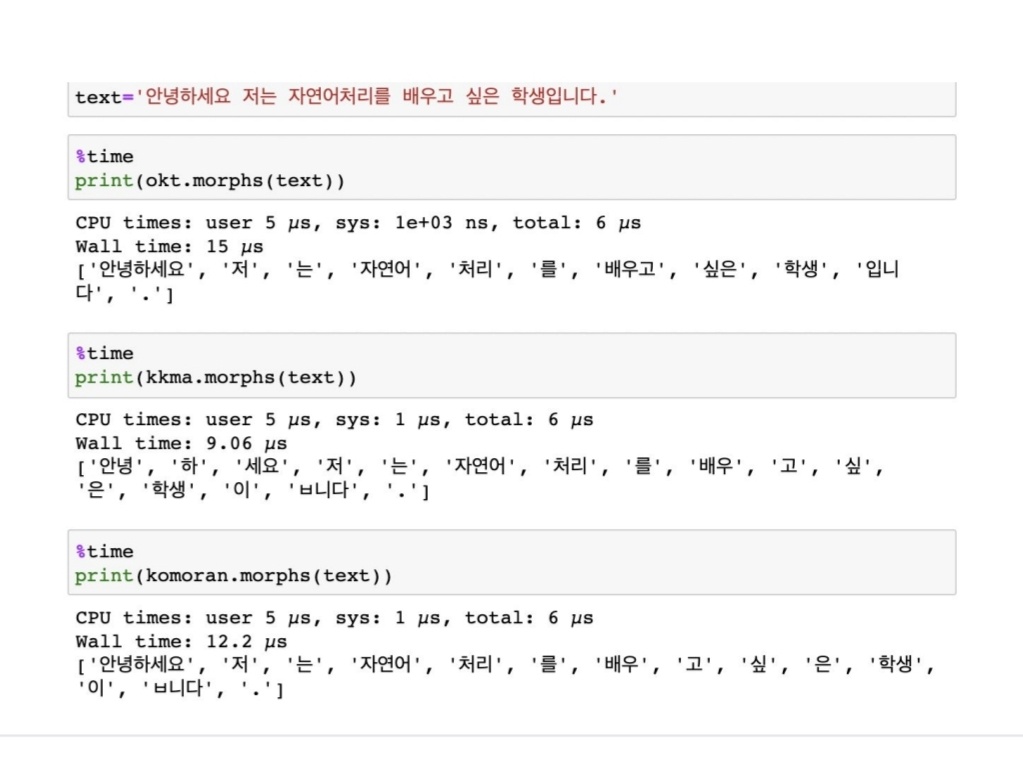 text='안녕하세요 저는 자연어처리를 배우고 싶은 학생입니다.'
%time
print(okt.morphs(text))
CPU times: user 5 µs, sys: 1e+03 ns, total: 6 µs
Wall time: 15 µs
['안녕하세요', '저', '는', '자연어', '처리', '를', '배우고', '싶은', '학생', '입니
다', '.']
%time
print(kkma.morphs(text))
CPU times: user 5 µs, sys: 1 µs, total: 6 µs
Wall time: 9.06 µs
['안녕', '하', '세요', '저', '는', '자연어', '처리', '를', '배우', '고', '싶',
'은', '학생', '이', 'ㅂ니다', '.']
%time
print(komoran.morphs(text))
CPU times: user 5 µs, sys: 1 µs, total: 6 µs
Wall time: 12.2 µs
['안녕하세요', '저', '는', '자연어', '처리', '를', '배우', '고', '싶', '은', '학생',
'이', 'ㅂ니다', '.']